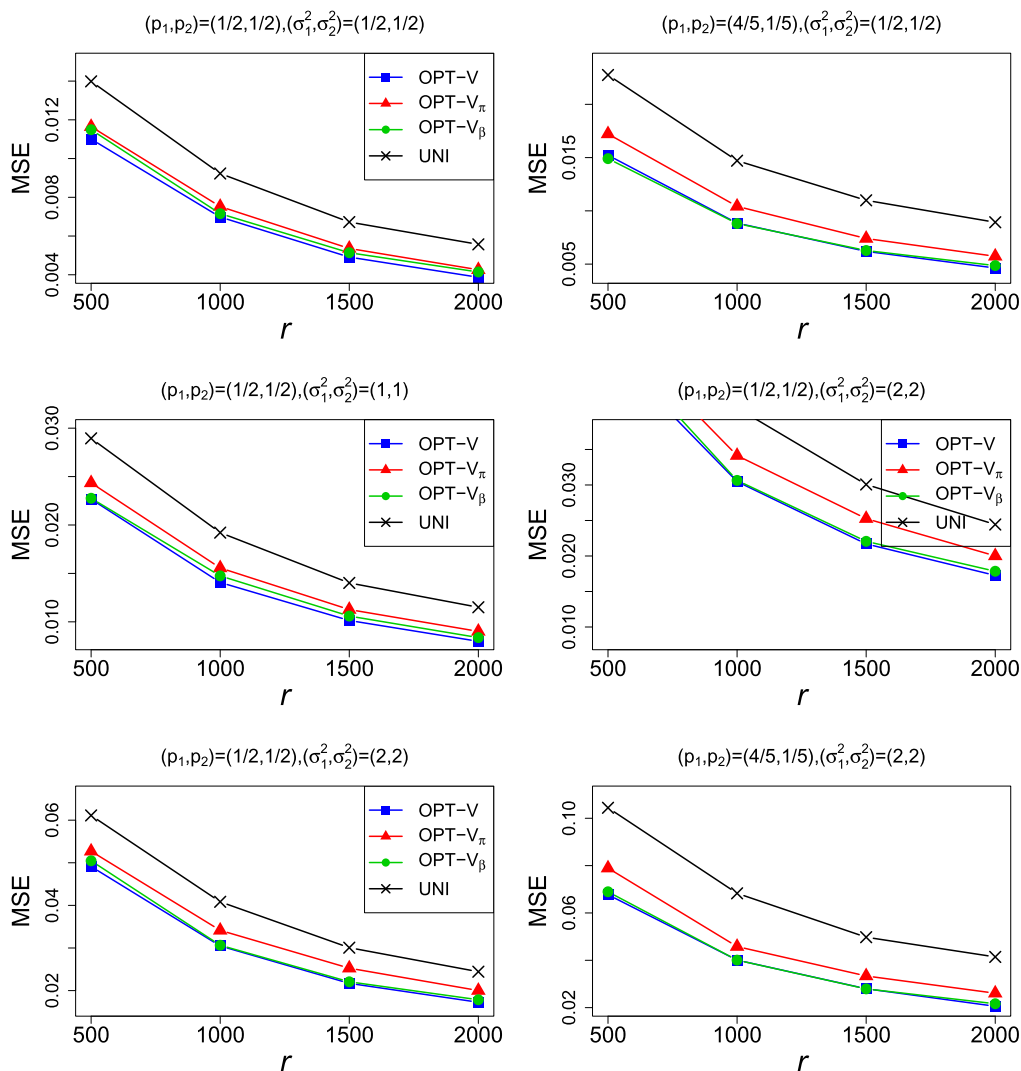 (p₁,p₂)=(1/2,1/2),(σ₁²,σ₂²)=(1/2,1/2)
MSE
0.004 0.008 0.012
500 1000 1500 2000
r
OPT−V
OPT−Vπ
OPT−Vβ
UNI
(p₁,p₂)=(4/5,1/5),(σ₁²,σ₂²)=(1/2,1/2)
MSE
0.005 0.015
500 1000 1500 2000
r
(p₁,p₂)=(1/2,1/2),(σ₁²,σ₂²)=(1,1)
MSE
0.010 0.020 0.030
500 1000 1500 2000
r
OPT−V
OPT−Vπ
OPT−Vβ
UNI
(p₁,p₂)=(1/2,1/2),(σ₁²,σ₂²)=(2,2)
MSE
0.010 0.020 0.030
500 1000 1500 2000
r
OPT−V
OPT−Vπ
OPT−Vβ
UNI
(p₁,p₂)=(1/2,1/2),(σ₁²,σ₂²)=(2,2)
MSE
0.02 0.04 0.06
500 1000 1500 2000
r
OPT−V
OPT−Vπ
OPT−Vβ
UNI
(p₁,p₂)=(4/5,1/5),(σ₁²,σ₂²)=(2,2)
MSE
0.02 0.06 0.10
500 1000 1500 2000
r